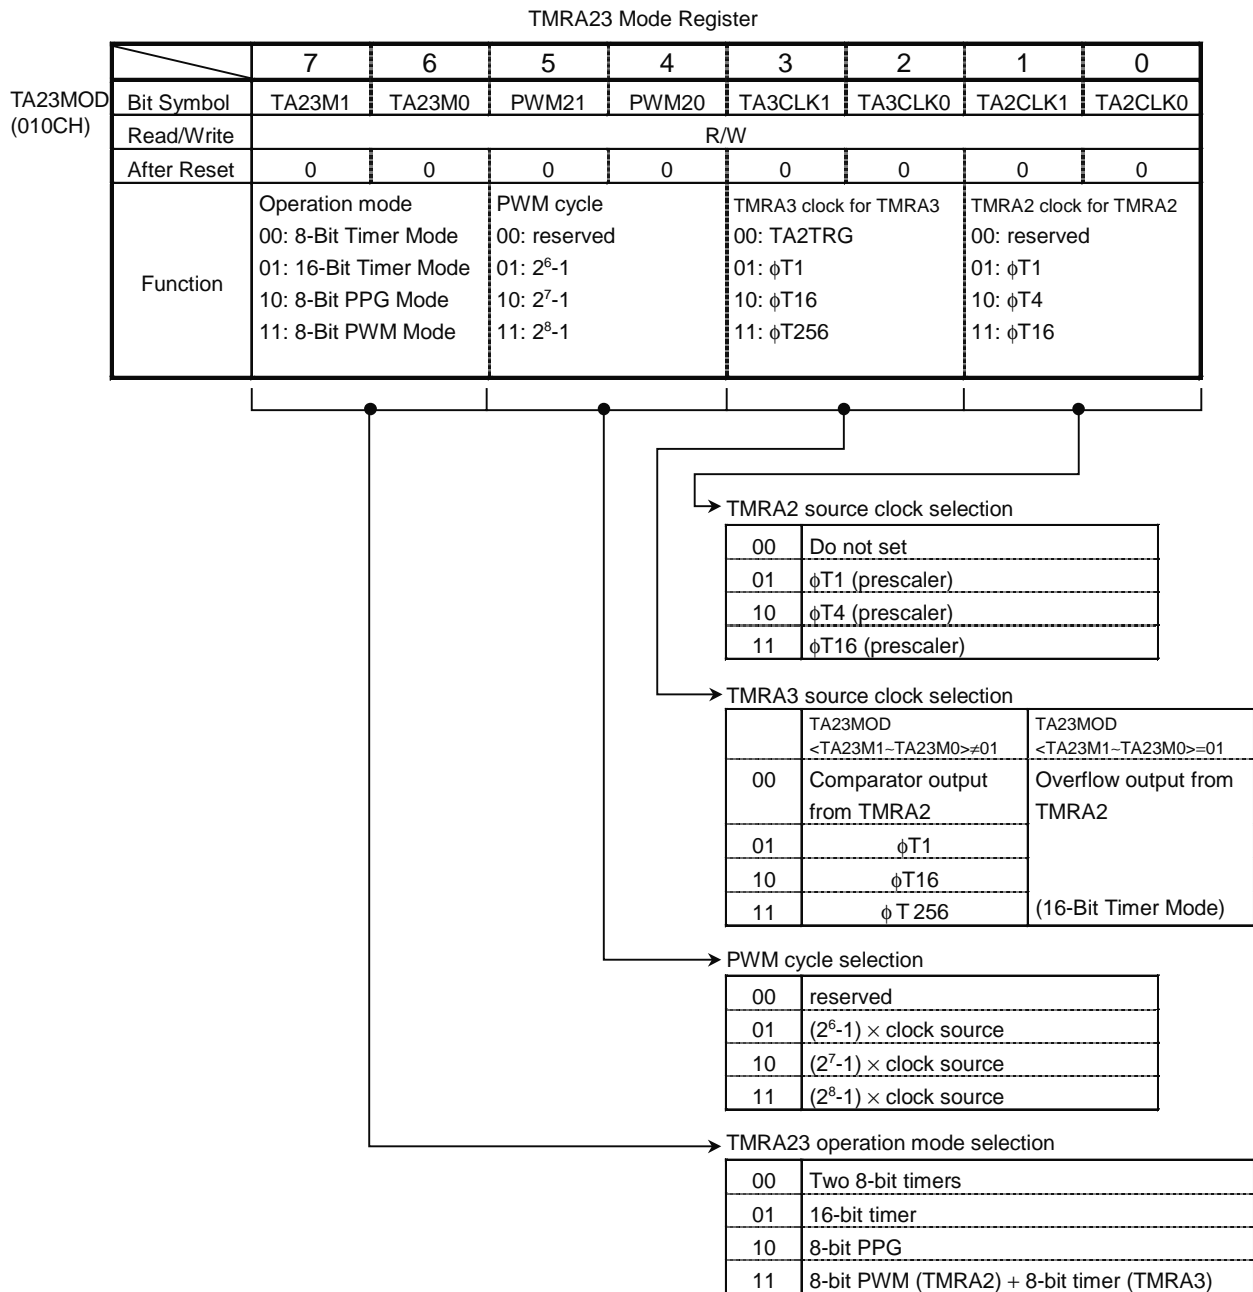 TMRA23 Mode Register
7 6 5 4 3 2 1 0
TA23MOD
(010CH)
Bit Symbol TA23M1 TA23M0 PWM21 PWM20 TA3CLK1 TA3CLK0 TA2CLK1 TA2CLK0
Read/Write R/W
After Reset 0 0 0 0 0 0 0 0
Function
Operation mode
00: 8-Bit Timer Mode
01: 16-Bit Timer Mode
10: 8-Bit PPG Mode
11: 8-Bit PWM Mode
PWM cycle
00: reserved
01: 2⁶-1
10: 2⁷-1
11: 2⁸-1
TMRA3 clock for TMRA3
00: TA2TRG
01: ϕT1
10: ϕT16
11: ϕT256
TMRA2 clock for TMRA2
00: reserved
01: ϕT1
10: ϕT4
11: ϕT16
TMRA2 source clock selection
00 Do not set
01 ϕT1 (prescaler)
10 ϕT4 (prescaler)
11 ϕT16 (prescaler)
TMRA3 source clock selection
TA23MOD
<TA23M1~TA23M0>≠01
TA23MOD
<TA23M1~TA23M0>=01
00 Comparator output
from TMRA2
Overflow output from
TMRA2
01 ϕT1
10 ϕT16
11 ϕT256
(16-Bit Timer Mode)
PWM cycle selection
00 reserved
01 (2⁶-1) × clock source
10 (2⁷-1) × clock source
11 (2⁸-1) × clock source
TMRA23 operation mode selection
00 Two 8-bit timers
01 16-bit timer
10 8-bit PPG
11 8-bit PWM (TMRA2) + 8-bit timer (TMRA3)